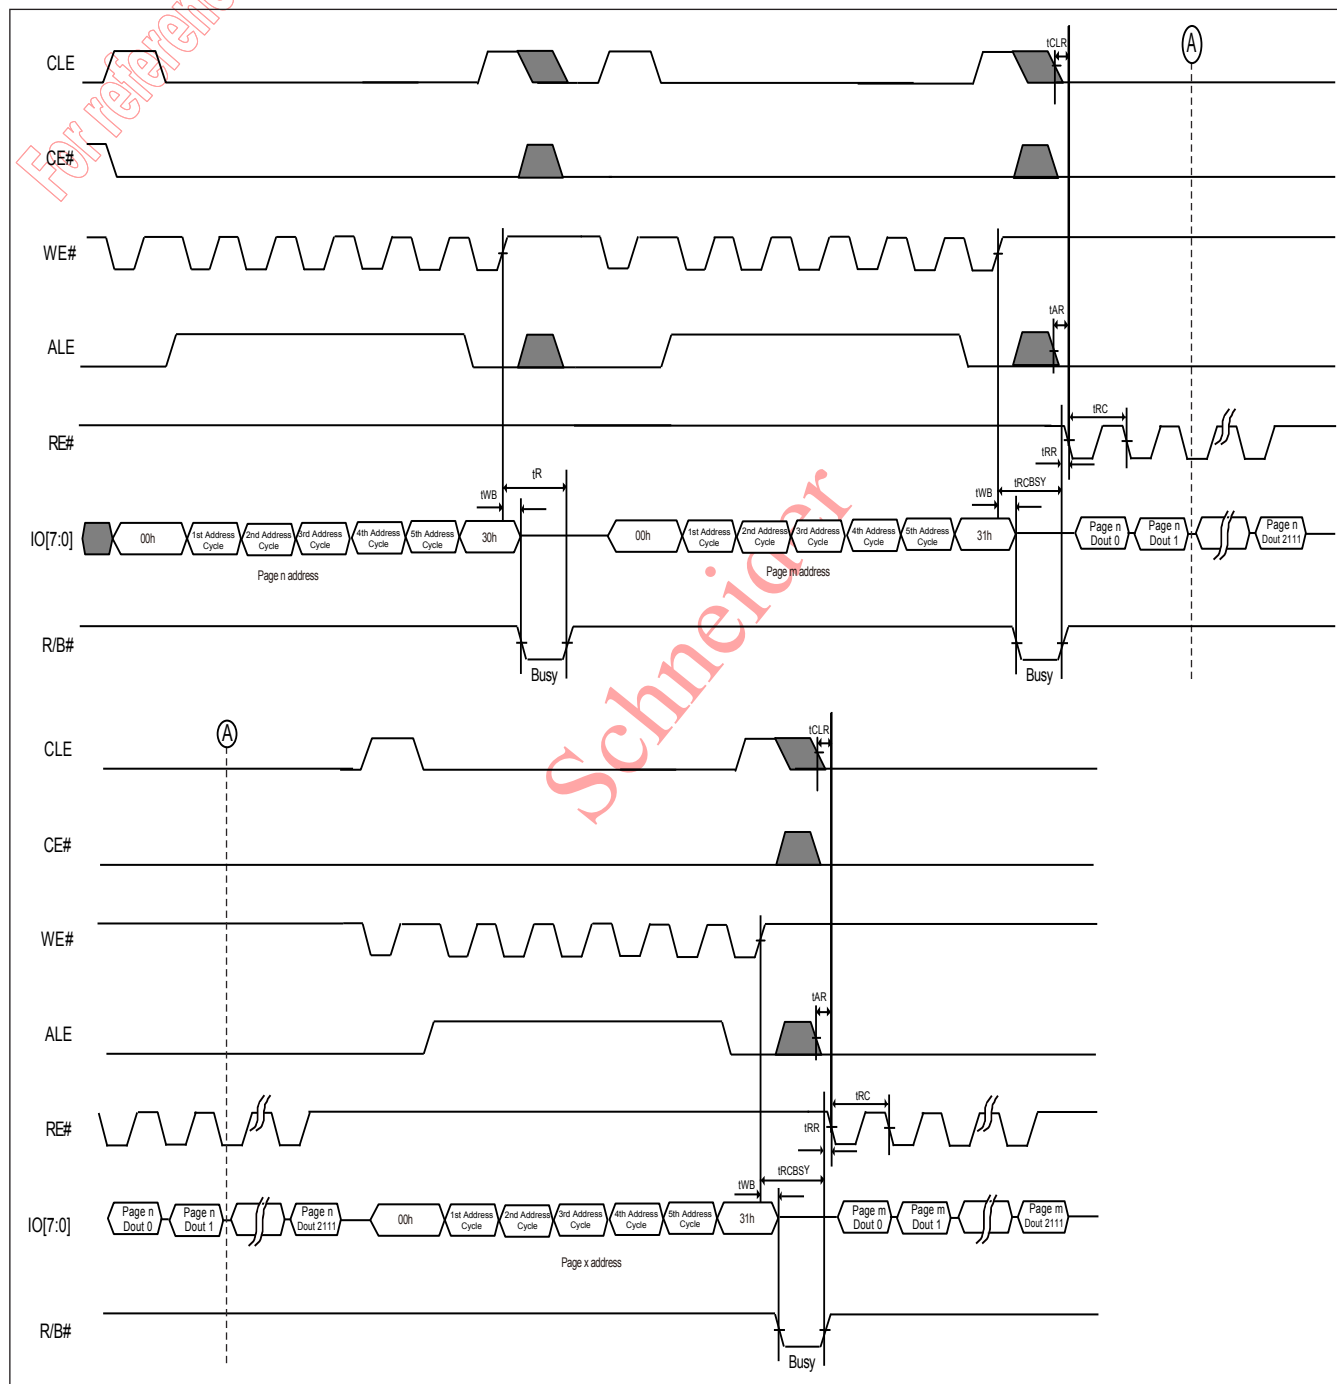 For reference
CLE
tCLR
A
CE#
WE#
ALE
tAR
RE#
tRC
tRR
tR
tWB
tWB
tRCBSY
IO[7:0]
00h
1st Address Cycle
2nd Address Cycle
3rd Address Cycle
4th Address Cycle
5th Address Cycle
30h
00h
1st Address Cycle
2nd Address Cycle
3rd Address Cycle
4th Address Cycle
5th Address Cycle
31h
Page n Dout 0
Page n Dout 1
Page n Dout 2111
Page n address
Page m address
R/B#
Busy
Busy
Schneider
A
CLE
tCLR
CE#
WE#
ALE
tAR
RE#
tRC
tRR
tRCBSY
tWB
IO[7:0]
Page n Dout 0
Page n Dout 1
Page n Dout 2111
00h
1st Address Cycle
2nd Address Cycle
3rd Address Cycle
4th Address Cycle
5th Address Cycle
31h
Page m Dout 0
Page m Dout 1
Page m Dout 2111
Page x address
R/B#
Busy